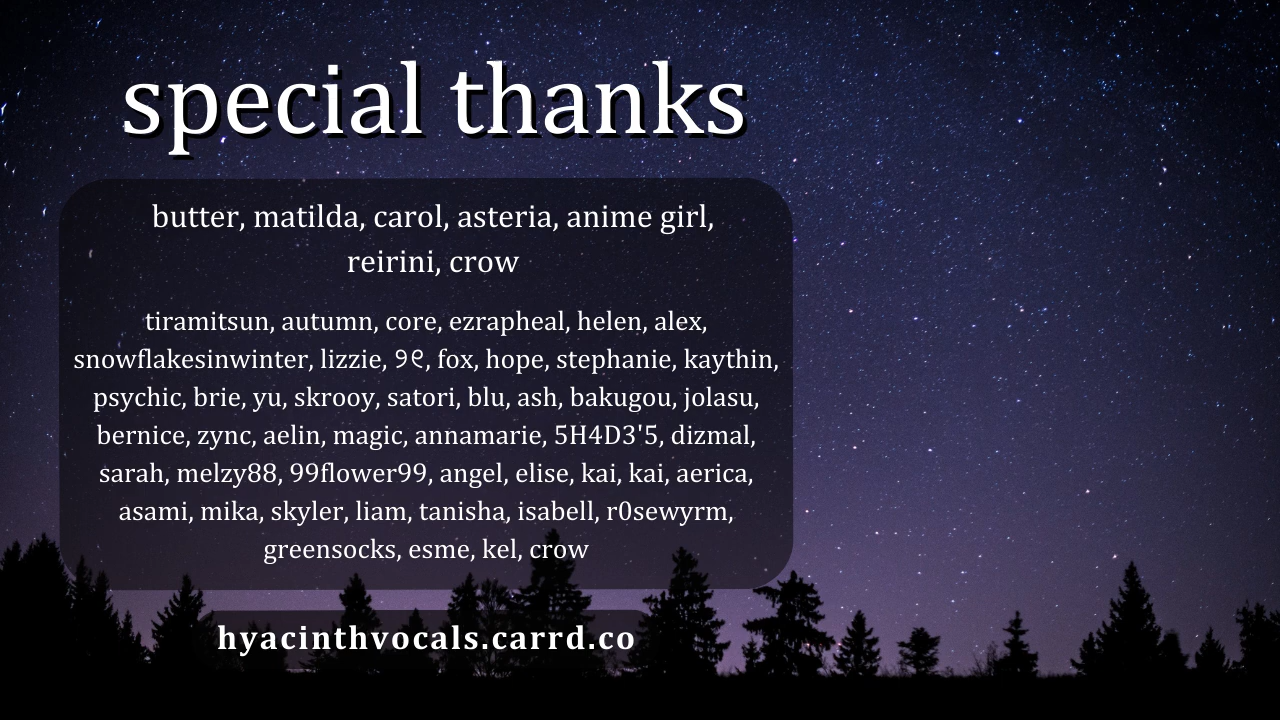 special thanks
butter, matilda, carol, asteria, anime girl,
reirini, crow
tiramitsun, autumn, core, ezrapheal, helen, alex,
snowflakesinwinter, lizzie, ୨୧, fox, hope, stephanie, kaythin,
psychic, brie, yu, skrooy, satori, blu, ash, bakugou, jolasu,
bernice, zync, aelin, magic, annamarie, 5H4D3'5, dizmal,
sarah, melzy88, 99flower99, angel, elise, kai, kai, aerica,
asami, mika, skyler, liam, tanisha, isabell, r0sewyrm,
greensocks, esme, kel, crow
hyacinthvocals.carrd.co